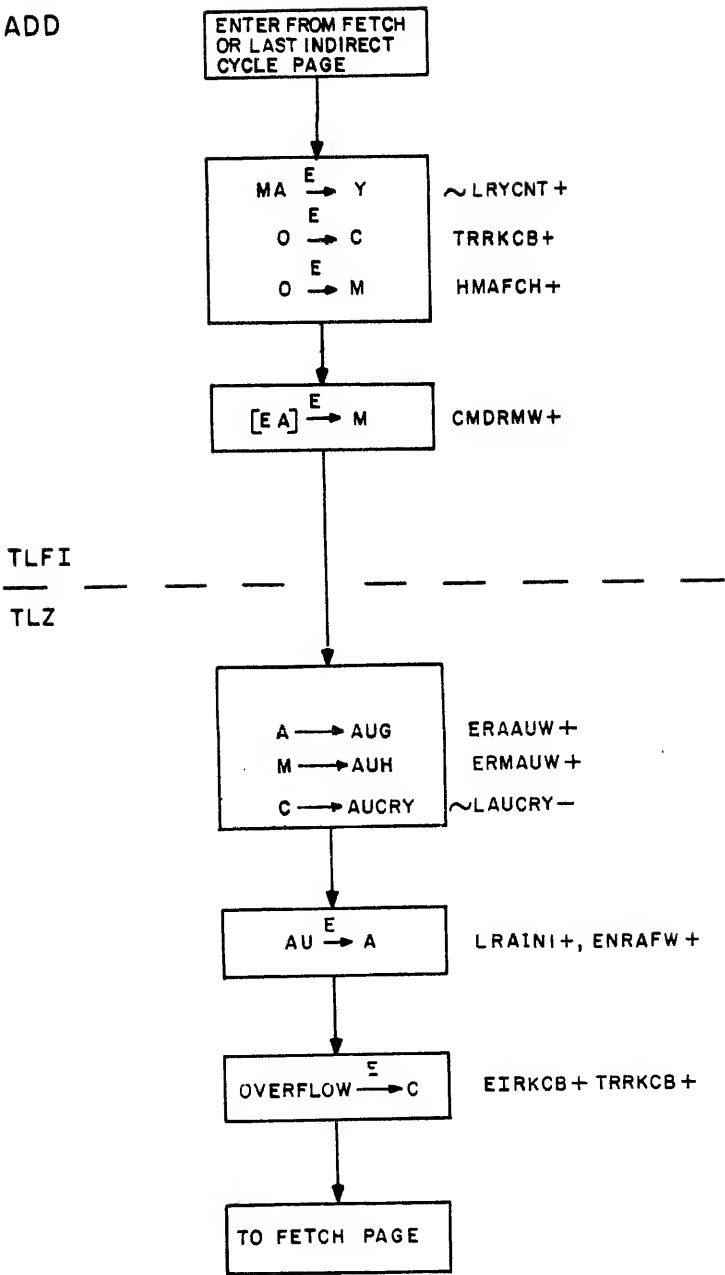 ADD
ENTER FROM FETCH
OR LAST INDIRECT
CYCLE PAGE
MA E → Y ~LRYCNT+
O E → C TRRKCB+
O E → M HMAFCH+
[EA] E → M CMDRMW+
TLFI
TLZ
A → AUG ERAAUW+
M → AUH ERMAUW+
C → AUCRY ~LAUCRY–
AU E → A LRAINI+, ENRAFW+
OVERFLOW E → C EIRKCB+ TRRKCB+
TO FETCH PAGE